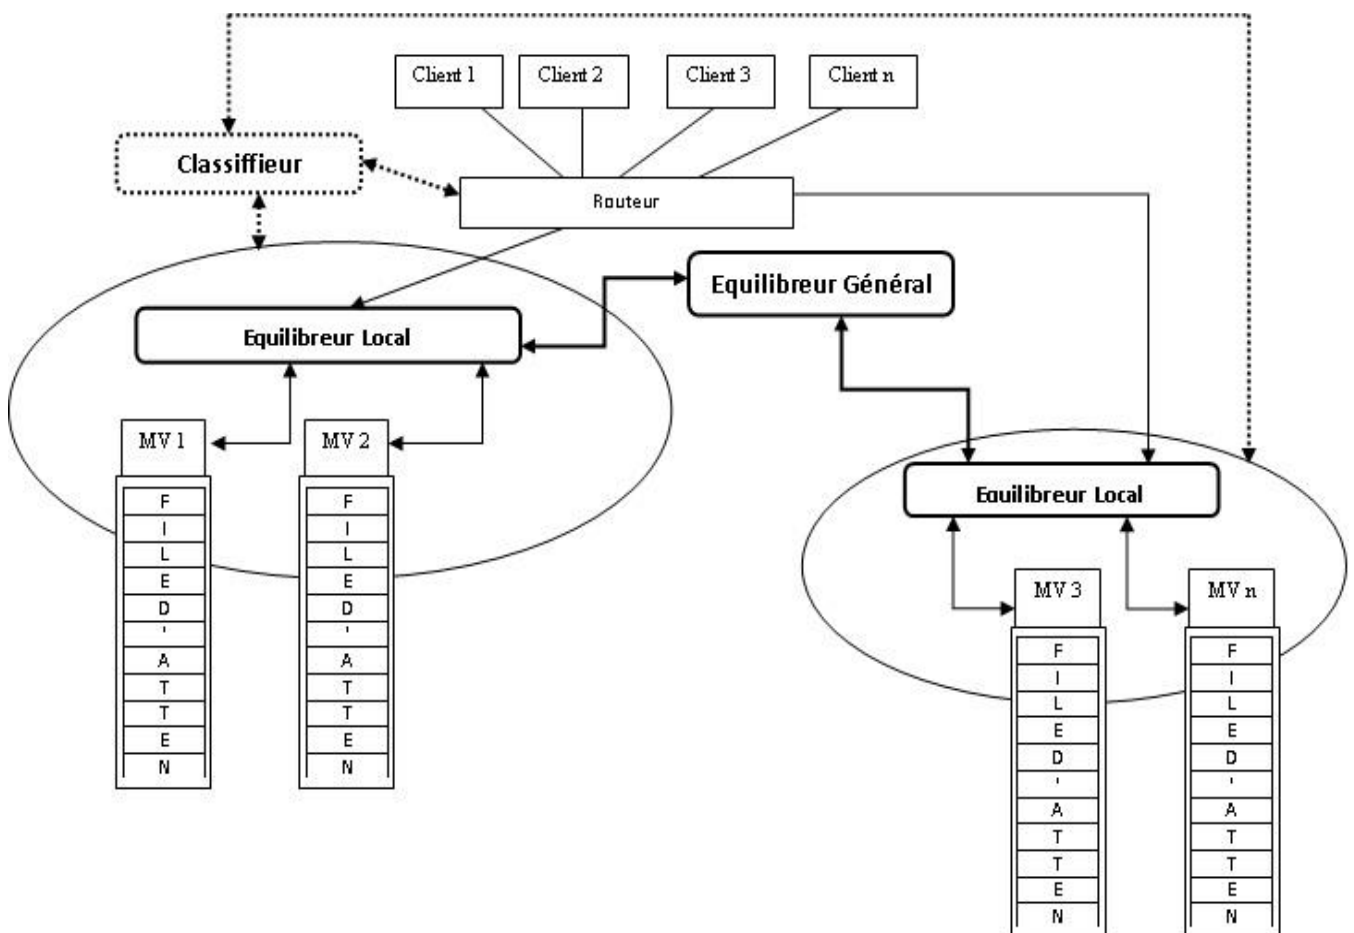 Client 1
Client 2
Client 3
Client n
Classiffieur
Routeur
Equilibreur Général
Equilibreur Local
MV 1
MV 2
F
I
L
E
D
'
A
T
T
E
N
F
I
L
E
D
'
A
T
T
E
N
Equilibreur Local
MV 3
MV n
F
I
L
E
D
'
A
T
T
E
N
F
I
L
E
D
'
A
T
T
E
N